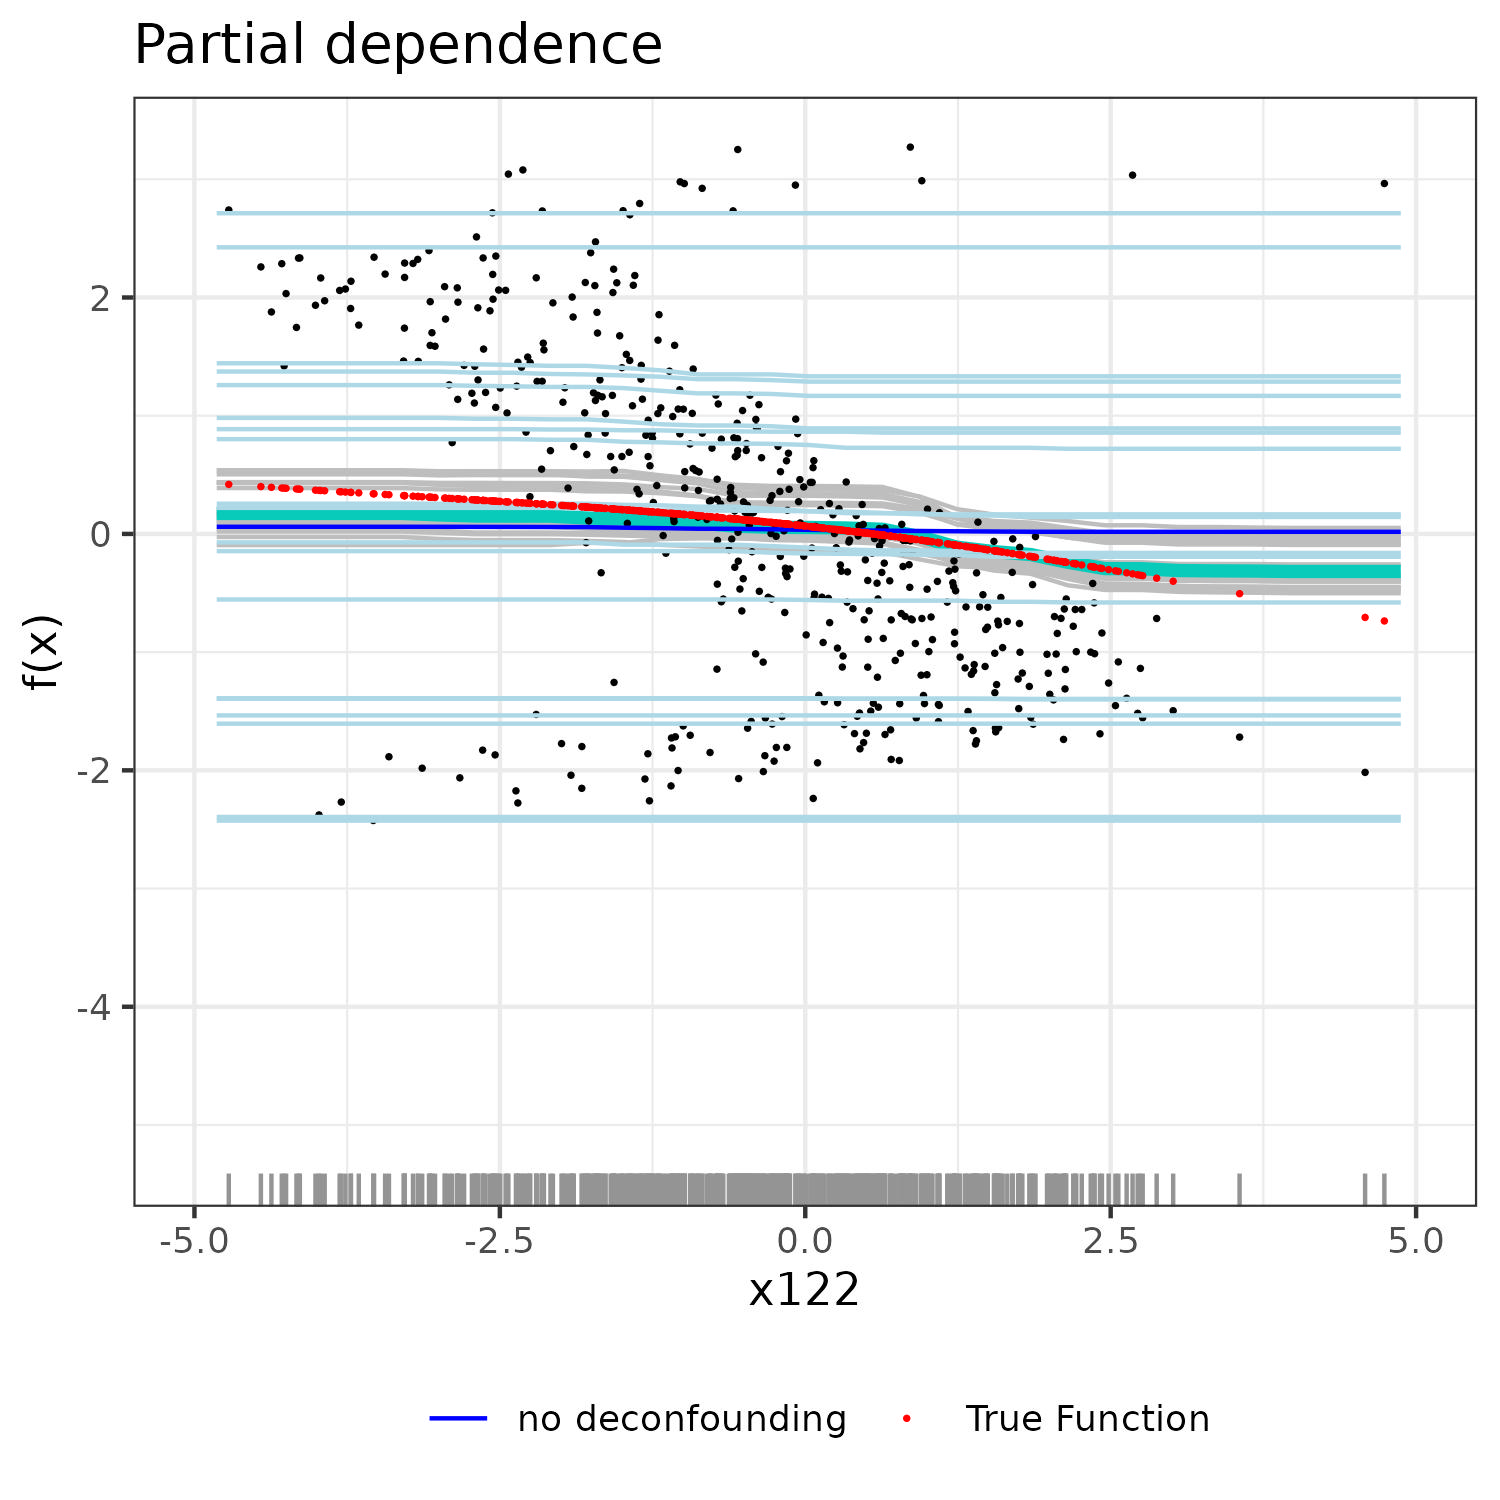 Partial dependence
f(x)
2
0
-2
-4
-5.0 -2.5 0.0 2.5 5.0
x122
no deconfounding True Function